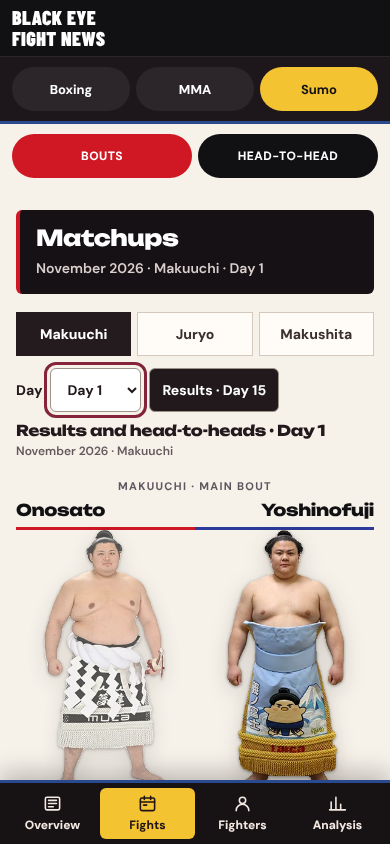 BLACK EYE
FIGHT NEWS
Boxing
MMA
Sumo
BOUTS
HEAD-TO-HEAD
Matchups
November 2026 · Makuuchi · Day 1
Makuuchi
Juryo
Makushita
Day
Day 1
Results · Day 15
Results and head-to-heads · Day 1
November 2026 · Makuuchi
MAKUUCHI · MAIN BOUT
Onosato
Yoshinofuji
muca
taica
Overview
Fights
Fighters
Analysis